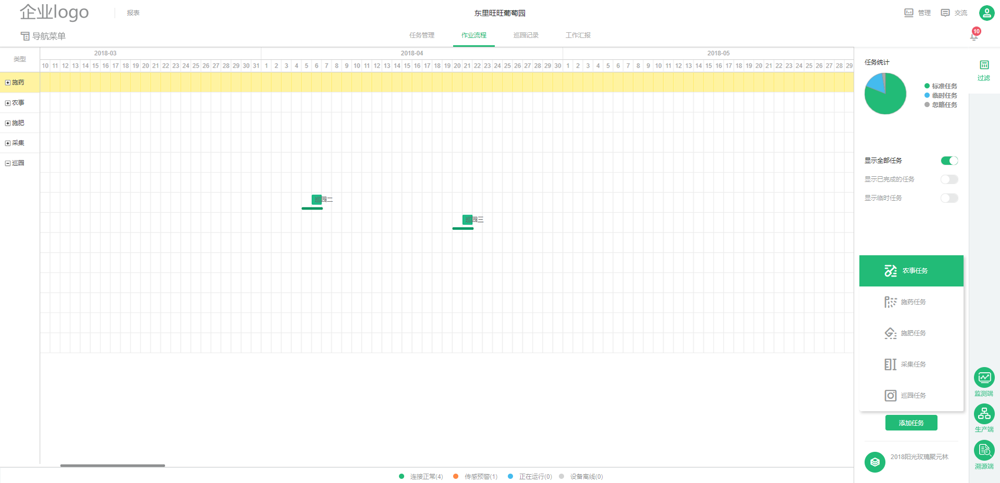 企业logo
报表
东里旺旺葡萄园
管理
交流
导航菜单
任务管理
作业流程
巡园记录
工作汇报
10
类型
2018-03
2018-04
2018-05
10 11 12 13 14 15 16 17 18 19 20 21 22 23 24 25 26 27 28 29 30 31 1 2 3 4 5 6 7 8 9 10 11 12 13 14 15 16 17 18 19 20 21 22 23 24 25 26 27 28 29 30 1 2 3 4 5 6 7 8 9 10 11 12 13 14 15 16 17 18 19 20 21 22 23 24 25 26 27 28 29
施药
农事
施肥
采集
巡园
巡园二
巡园三
任务统计
标准任务
临时任务
忽略任务
过滤
显示全部任务
显示已完成的任务
显示临时任务
农事任务
施药任务
施肥任务
采集任务
巡园任务
添加任务
2018阳光玫瑰聚元林
监测端
生产端
溯源端
连接正常(4)
传感预警(1)
正在运行(0)
设备离线(0)